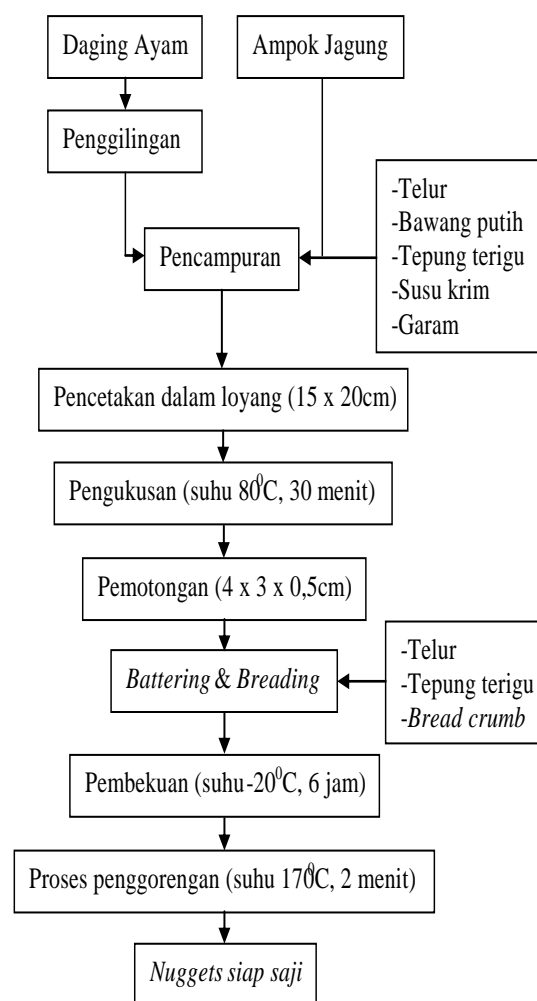 Daging Ayam
Ampok Jagung
Penggilingan
-Telur
-Bawang putih
-Tepung terigu
-Susu krim
-Garam
Pencampuran
Pencetakan dalam loyang (15 x 20cm)
Pengukusan (suhu 80⁰C, 30 menit)
Pemotongan (4 x 3 x 0,5cm)
-Telur
-Tepung terigu
-Bread crumb
Battering & Breading
Pembekuan (suhu -20⁰C, 6 jam)
Proses penggorengan (suhu 170⁰C, 2 menit)
Nuggets siap saji